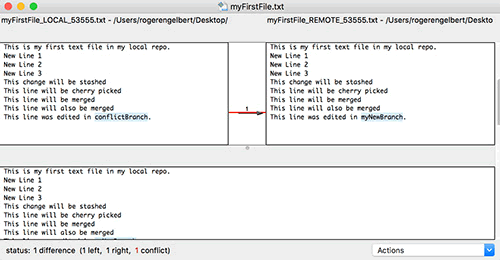 myFirstFile.txt
myFirstFile_LOCAL_53555.txt - /Users/rogerengelbert/Desktop/
myFirstFile_REMOTE_53555.txt - /Users/rogerengelbert/Deskto
This is my first text file in my local repo.
New Line 1
New Line 2
New Line 3
This change will be stashed
This line will be cherry picked
This line will be merged
This line will also be merged
This line was edited in conflictBranch.
1
This is my first text file in my local repo.
New Line 1
New Line 2
New Line 3
This change will be stashed
This line will be cherry picked
This line will be merged
This line will also be merged
This line was edited in myNewBranch.
This is my first text file in my local repo.
New Line 1
New Line 2
New Line 3
This change will be stashed
This line will be cherry picked
This line will be merged
This line will also be merged
status: 1 difference (1 left, 1 right, 1 conflict)
Actions